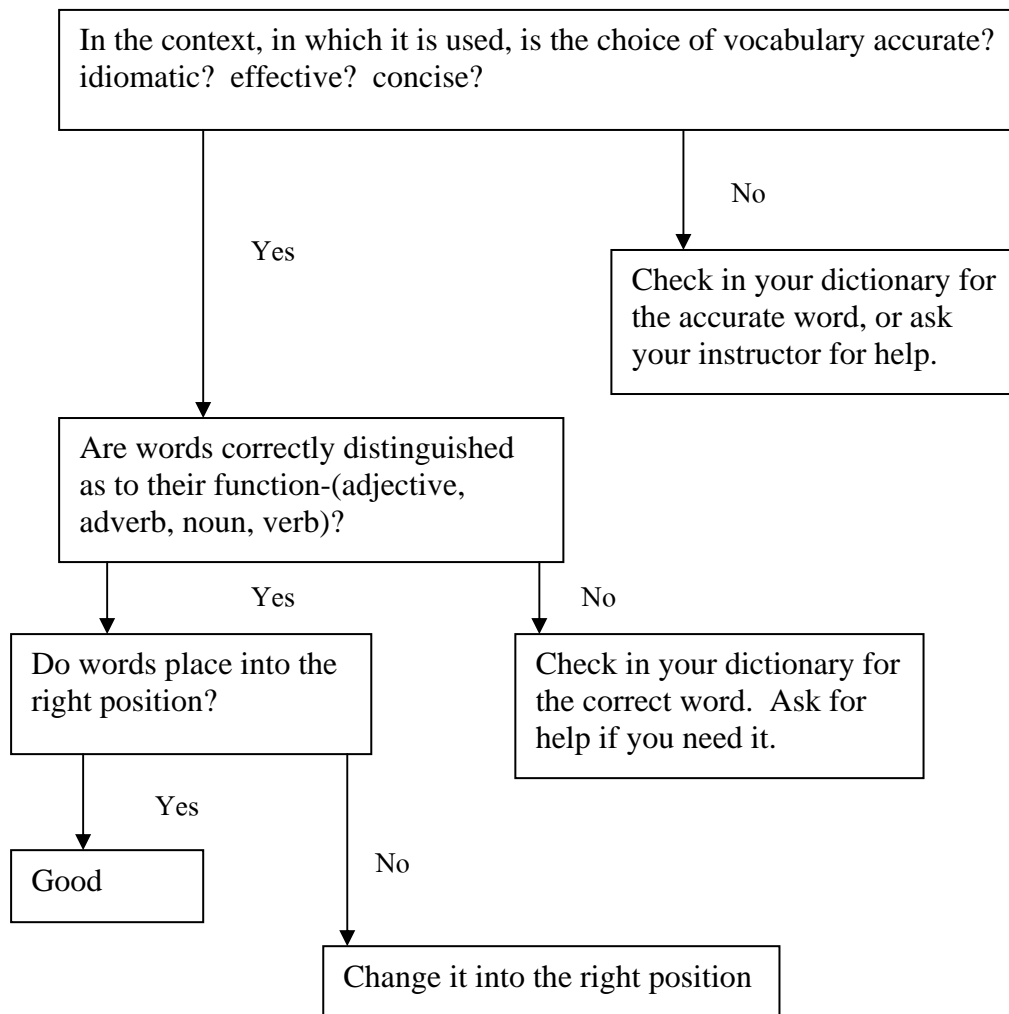 In the context, in which it is used, is the choice of vocabulary accurate?
idiomatic?  effective?  concise?
No
Yes
Check in your dictionary for
the accurate word, or ask
your instructor for help.
Are words correctly distinguished
as to their function-(adjective,
adverb, noun, verb)?
Yes
No
Do words place into the
right position?
Check in your dictionary for
the correct word.  Ask for
help if you need it.
Yes
No
Good
Change it into the right position